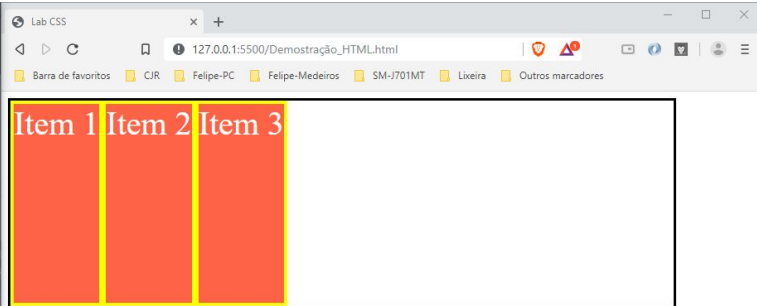 Lab CSS
127.0.0.1:5500/Demostração_HTML.html
Barra de favoritos CJR Felipe-PC Felipe-Medeiros SM-J701MT Lixeira Outros marcadores
Item 1 Item 2 Item 3